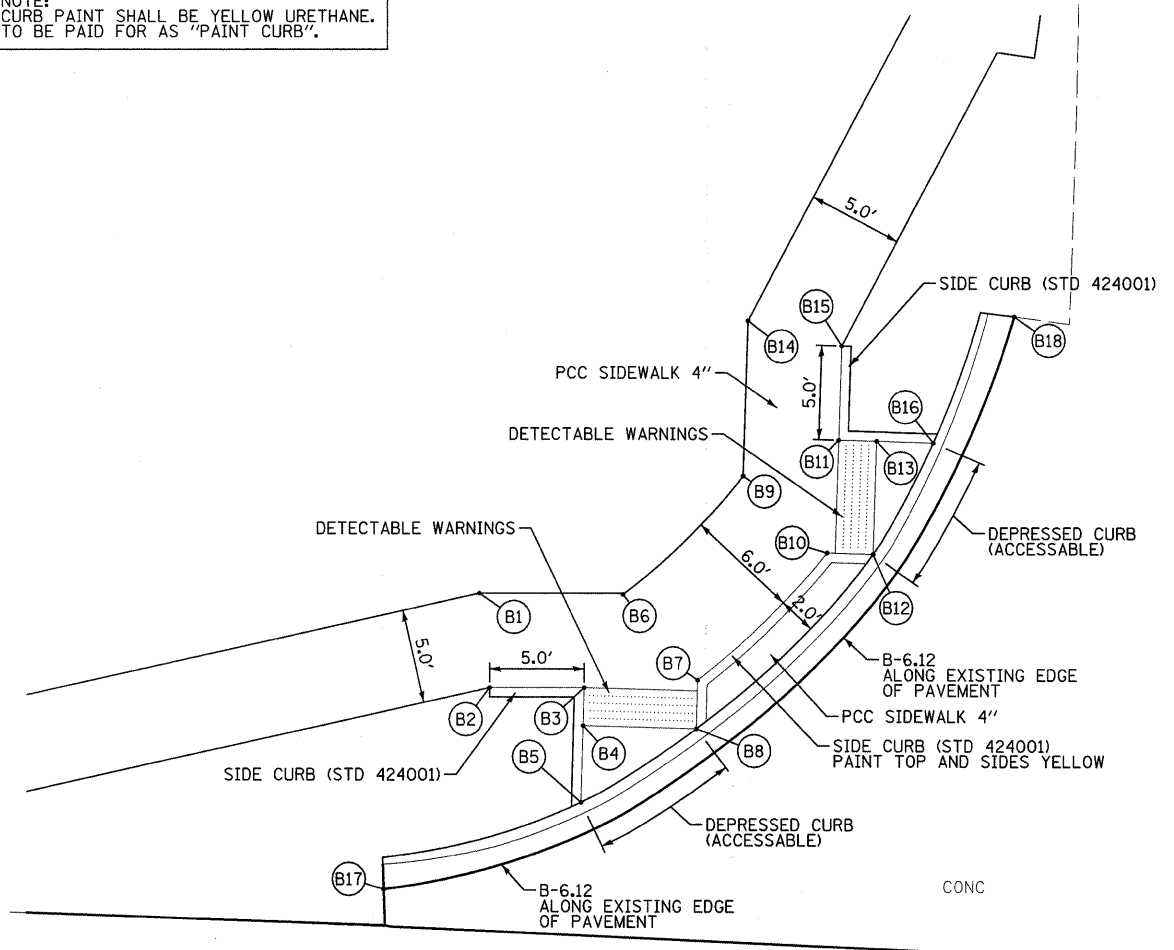 NOTE:
CURB PAINT SHALL BE YELLOW URETHANE.
TO BE PAID FOR AS "PAINT CURB".
5.0'
SIDE CURB (STD 424001)
B15
B14
B18
PCC SIDEWALK 4"
5.0'
B16
DETECTABLE WARNINGS
B11
B13
B9
DETECTABLE WARNINGS
B10
DEPRESSED CURB
(ACCESSABLE)
6.0'
B1
B6
2.0'
B12
5.0'
5.0'
B7
B-6.12
ALONG EXISTING EDGE
OF PAVEMENT
B2
B3
PCC SIDEWALK 4"
B4
B8
SIDE CURB (STD 424001)
PAINT TOP AND SIDES YELLOW
SIDE CURB (STD 424001)
B5
DEPRESSED CURB
(ACCESSABLE)
B17
B-6.12
ALONG EXISTING EDGE
OF PAVEMENT
CONC